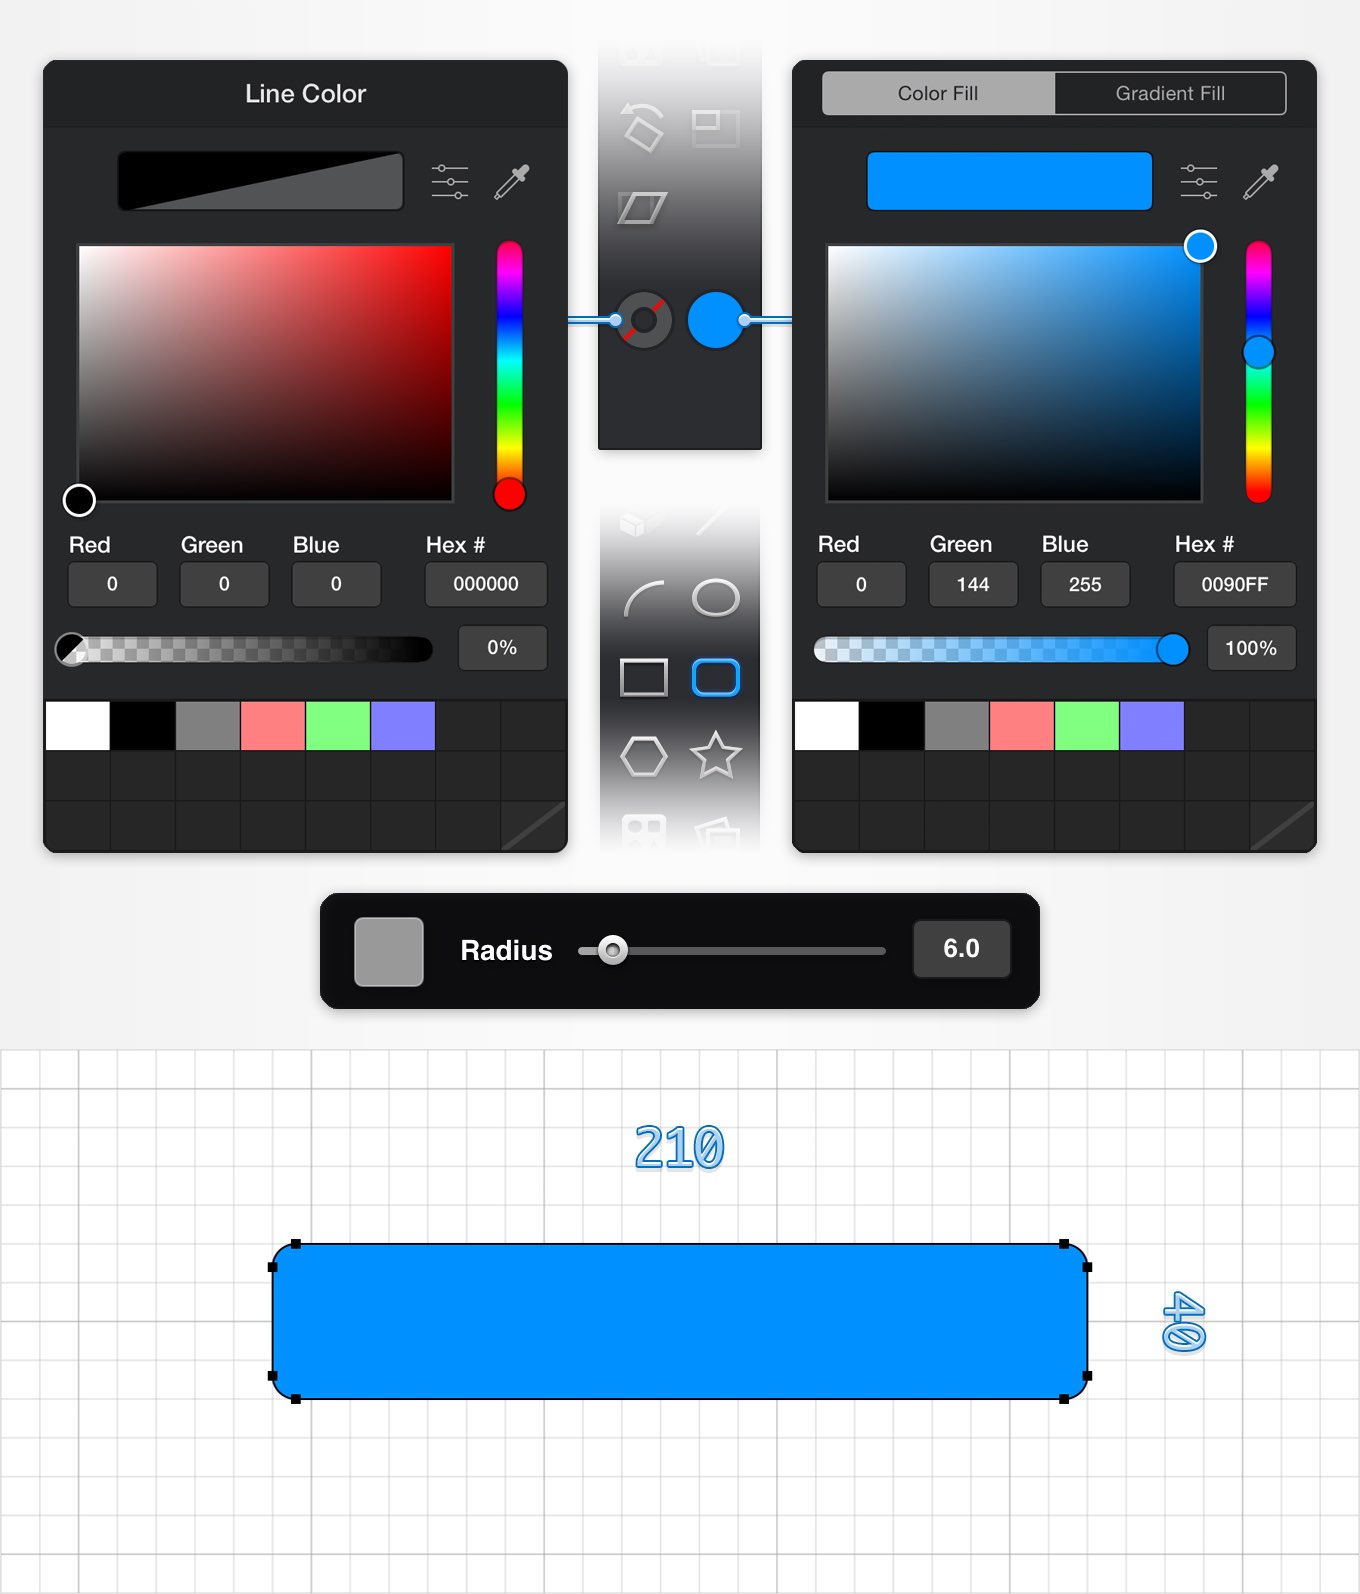 Line Color
Color Fill Gradient Fill
Red Green Blue Hex #
0 0 0 000000
0%
Red Green Blue Hex #
0 144 255 0090FF
100%
Radius 6.0
210
40